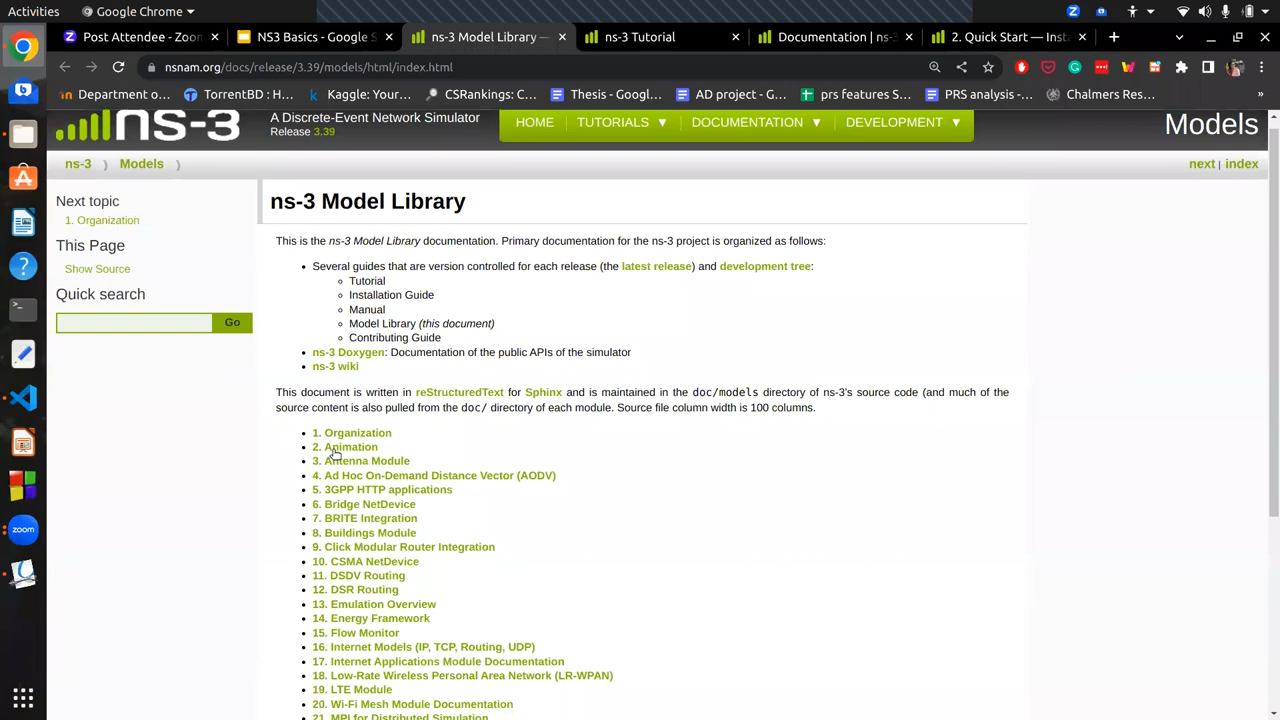 Activities Google Chrome
Post Attendee - Zoom
NS3 Basics - Google S
ns-3 Model Library —
ns-3 Tutorial
Documentation | ns-3
2. Quick Start — Insta
nsnam.org/docs/release/3.39/models/html/index.html
Department o...
TorrentBD : H...
Kaggle: Your...
CSRankings: C...
Thesis - Googl...
AD project - G...
prs features S...
PRS analysis -...
Chalmers Rec...
»
ns-3
A Discrete-Event Network Simulator
Release 3.39
HOME TUTORIALS ▼ DOCUMENTATION ▼ DEVELOPMENT ▼
Models
ns-3 Models
next | index
Next topic
1. Organization
This Page
Show Source
Quick search
Go
ns-3 Model Library
This is the ns-3 Model Library documentation. Primary documentation for the ns-3 project is organized as follows:
Several guides that are version controlled for each release (the latest release) and development tree:
Tutorial
Installation Guide
Manual
Model Library (this document)
Contributing Guide
ns-3 Doxygen: Documentation of the public APIs of the simulator
ns-3 wiki
This document is written in reStructuredText for Sphinx and is maintained in the doc/models directory of ns-3's source code (and much of the
source content is also pulled from the doc/ directory of each module. Source file column width is 100 columns.
1. Organization
2. Animation
3. Antenna Module
4. Ad Hoc On-Demand Distance Vector (AODV)
5. 3GPP HTTP applications
6. Bridge NetDevice
7. BRITE Integration
8. Buildings Module
9. Click Modular Router Integration
10. CSMA NetDevice
11. DSDV Routing
12. DSR Routing
13. Emulation Overview
14. Energy Framework
15. Flow Monitor
16. Internet Models (IP, TCP, Routing, UDP)
17. Internet Applications Module Documentation
18. Low-Rate Wireless Personal Area Network (LR-WPAN)
19. LTE Module
20. Wi-Fi Mesh Module Documentation
21. MPI for Distributed Simulation
zoom